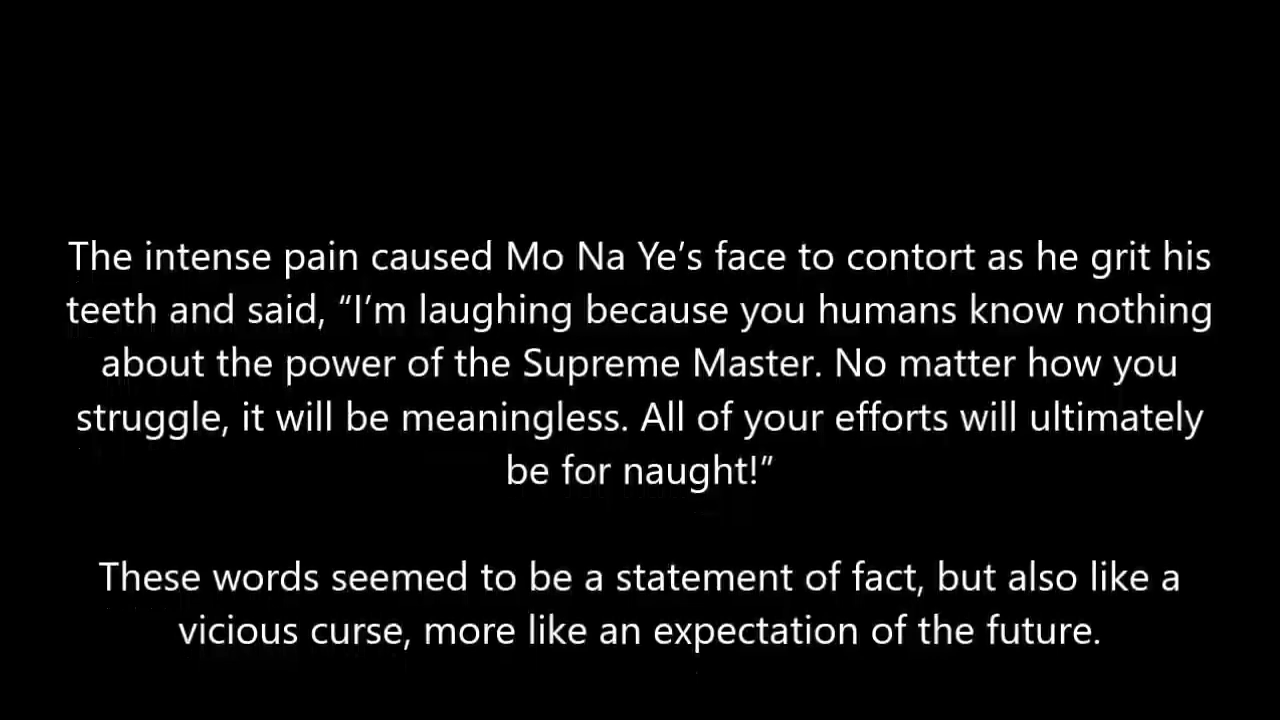 The intense pain caused Mo Na Ye’s face to contort as he grit his
teeth and said, “I’m laughing because you humans know nothing
about the power of the Supreme Master. No matter how you
struggle, it will be meaningless. All of your efforts will ultimately
be for naught!”
These words seemed to be a statement of fact, but also like a
vicious curse, more like an expectation of the future.